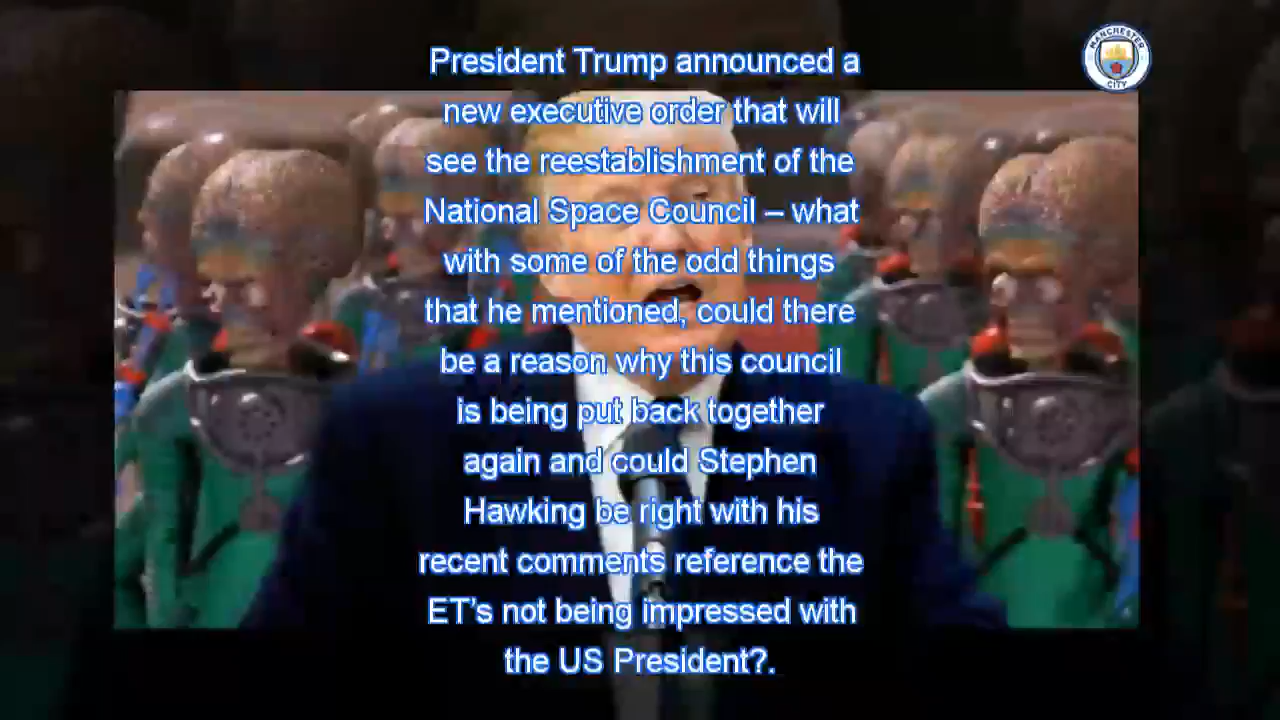 President Trump announced a
new executive order that will
see the reestablishment of the
National Space Council – what
with some of the odd things
that he mentioned, could there
be a reason why this council
is being put back together
again and could Stephen
Hawking be right with his
recent comments reference the
ET's not being impressed with
the US President?.
MANCHESTER
CITY